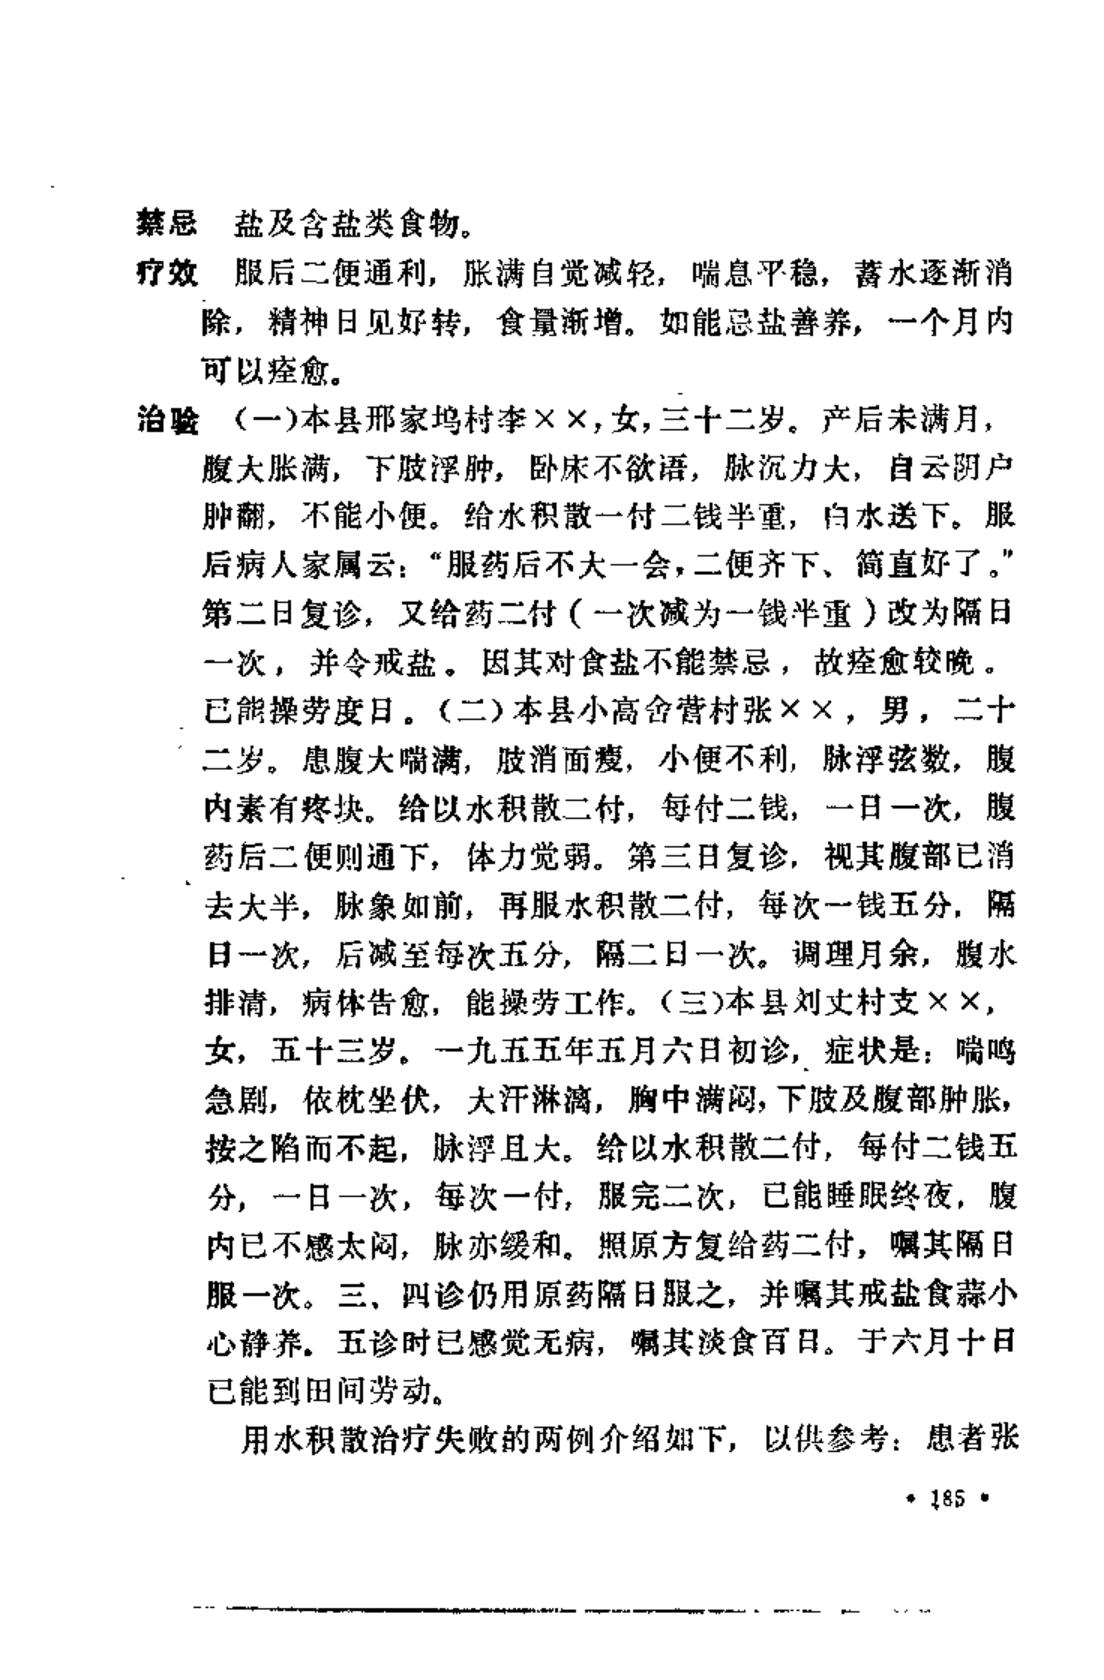 禁忌 盐及含盐类食物。
疗效 服后二便通利，胀满自觉减轻，喘息平稳，蓄水逐渐消
除，精神日见好转，食量渐增。如能忌盐善养，一个月内
可以痊愈。
治验 （一）本县邢家坞村李××，女，三十二岁。产后未满月，
腹大胀满，下肢浮肿，卧床不欲语，脉沉力大，自云阴户
肿翻，不能小便。给水积散一付二钱半重，白水送下。服
后病人家属云：“服药后不大一会，二便齐下、简直好了。”
第二日复诊，又给药二付（一次减为一钱半重）改为隔日
一次，并令戒盐。因其对食盐不能禁忌，故痊愈较晚。
已能操劳度日。（二）本县小高舍营村张××，男，二十
二岁。患腹大喘满，肢消面瘦，小便不利，脉浮弦数，腹
内素有疼块。给以水积散二付，每付二钱，一日一次，腹
药后二便则通下，体力觉弱。第三日复诊，视其腹部已消
去大半，脉象如前，再服水积散二付，每次一钱五分，隔
日一次，后减至每次五分，隔二日一次。调理月余，腹水
排清，病体告愈，能操劳工作。（三）本县刘丈村支××，
女，五十三岁。一九五五年五月六日初诊，症状是：喘鸣
急剧，依枕坐伏，大汗淋漓，胸中满闷，下肢及腹部肿胀，
按之陷而不起，脉浮且大。给以水积散二付，每付二钱五
分，一日一次，每次一付，服完二次，已能睡眠终夜，腹
内已不感太闷，脉亦缓和。照原方复给药二付，嘱其隔日
服一次。三、四诊仍用原药隔日服之，并嘱其戒盐食蒜小
心静养。五诊时已感觉无病，嘱其淡食百日。于六月十日
已能到田间劳动。
用水积散治疗失败的两例介绍如下，以供参考：患者张
• 185 •